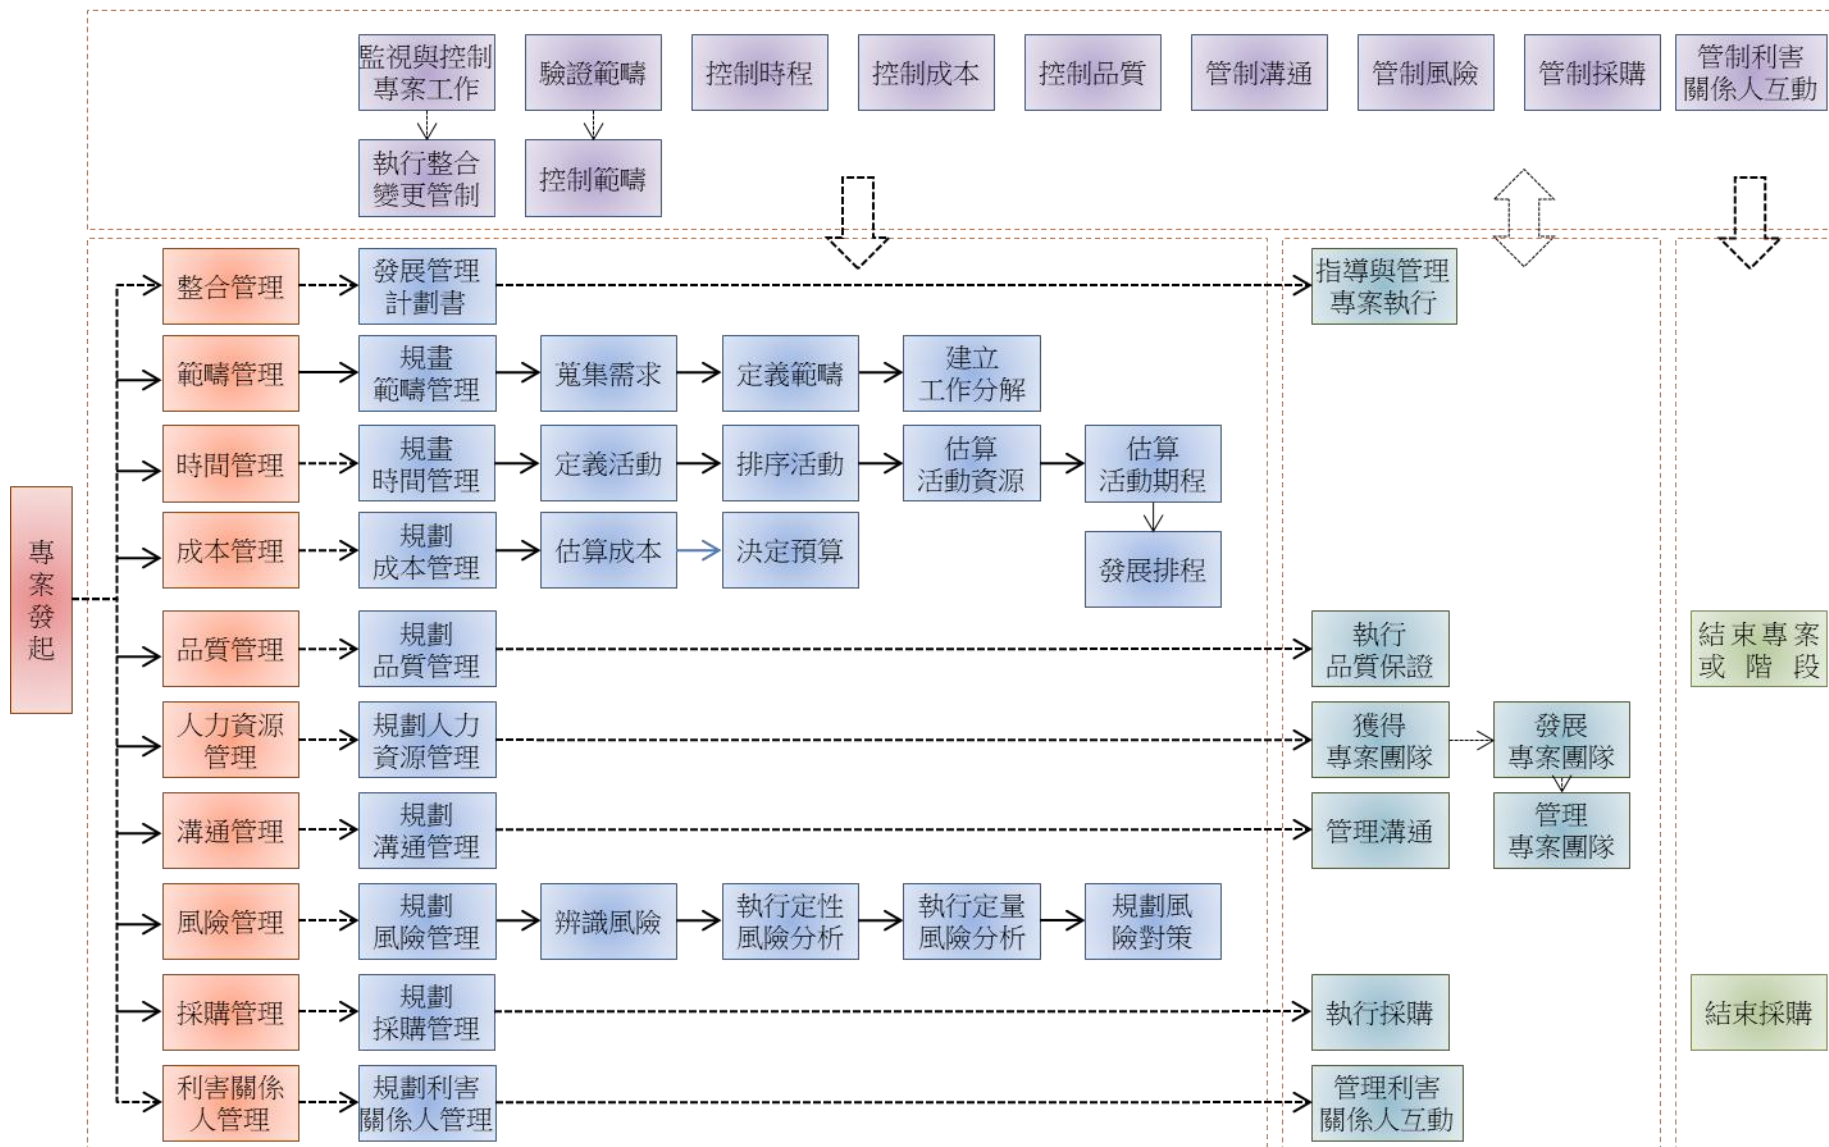 監視與控制
專案工作
驗證範疇
控制時程
控制成本
控制品質
管制溝通
管制風險
管制採購
管制利害
關係人互動
執行整合
變更管制
控制範疇
專
案
發
起
整合管理
發展管理
計劃書
指導與管理
專案執行
範疇管理
規畫
範疇管理
蒐集需求
定義範疇
建立
工作分解
時間管理
規畫
時間管理
定義活動
排序活動
估算
活動資源
估算
活動期程
成本管理
規劃
成本管理
估算成本
決定預算
發展排程
品質管理
規劃
品質管理
執行
品質保證
結束專案
或階段
人力資源
管理
規劃人力
資源管理
獲得
專案團隊
發展
專案團隊
溝通管理
規劃
溝通管理
管理溝通
管理
專案團隊
風險管理
規劃
風險管理
辨識風險
執行定性
風險分析
執行定量
風險分析
規劃風
險對策
採購管理
規劃
採購管理
執行採購
結束採購
利害關係
人管理
規劃利害
關係人管理
管理利害
關係人互動